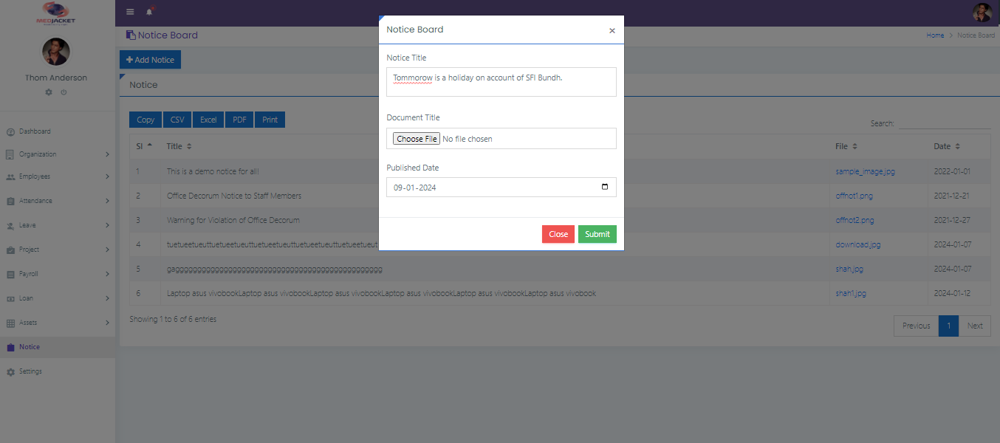 MEDJACKET
Thom Anderson
Dashboard
Organization
Employees
Attendance
Leave
Project
Payroll
Loan
Assets
Notice
Settings
Notice Board
Home > Notice Board
Add Notice
Notice
Copy CSV Excel PDF Print
Search:
Sl Title File Date
1 This is a demo notice for all! sample_image.jpg 2022-01-01
2 Office Decorum Notice to Staff Members offnot1.png 2021-12-21
3 Warning for Violation of Office Decorum offnot2.png 2021-12-27
4 download.jpg 2024-01-07
5 shah.jpg 2024-01-07
6 Laptop asus vivobookLaptop asus vivobookLaptop asus vivobookLaptop asus vivobookLaptop asus vivobookLaptop asus vivobook shah1.jpg 2024-01-12
Showing 1 to 6 of 6 entries
Previous 1 Next
Notice Board ×
Notice Title
Tommorow is a holiday on account of SFI Bundh.
Document Title
Choose File No file chosen
Published Date
09-01-2024
Close Submit